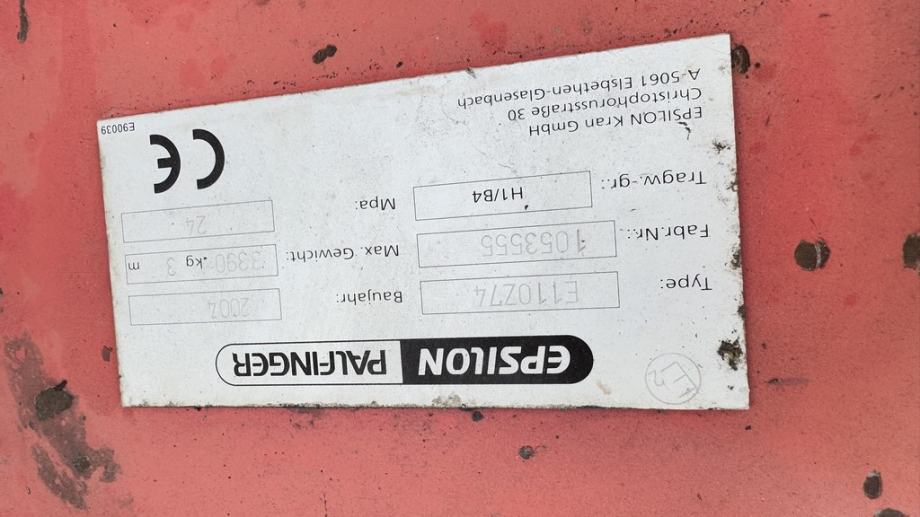 EPSILON PALFINGER
Type: E110Z74 Baujahr: 2004
Fabr.Nr.: 1053555 Max. Gewicht: 3390 kg 3 m
Tragw.-gr.: H1/B4 Mpa: 24
EPSILON Kran GmbH
Christophorusstraße 30
A-5061 Elsbethen-Glasenbach
CE
E90039